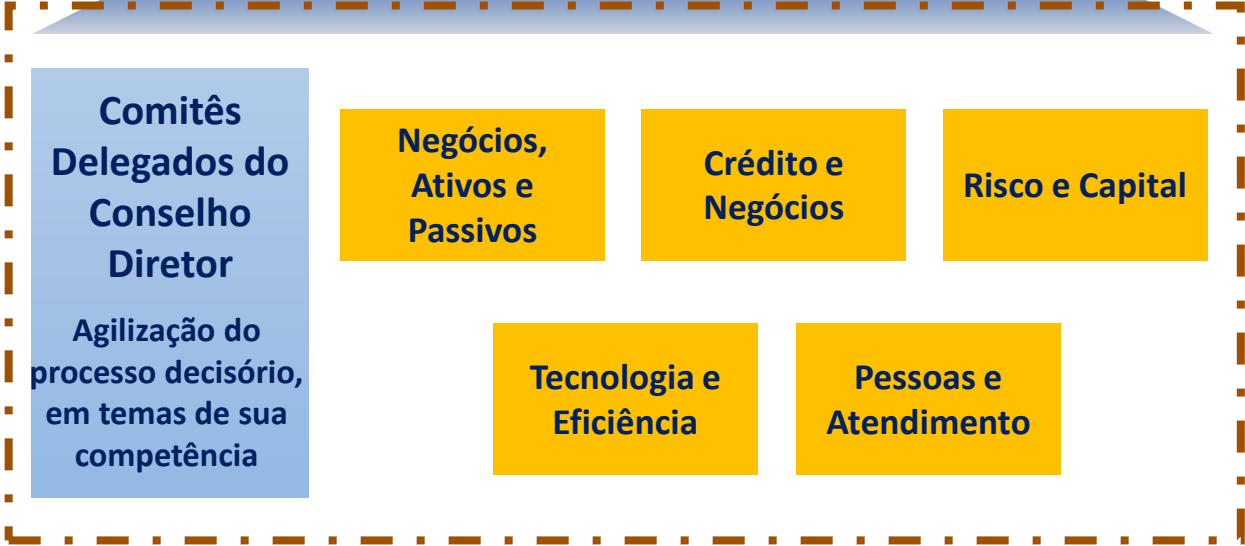 Comitês
Delegados do
Conselho
Diretor
Agilização do
processo decisório,
em temas de sua
competência
Negócios,
Ativos e
Passivos
Crédito e
Negócios
Risco e Capital
Tecnologia e
Eficiência
Pessoas e
Atendimento